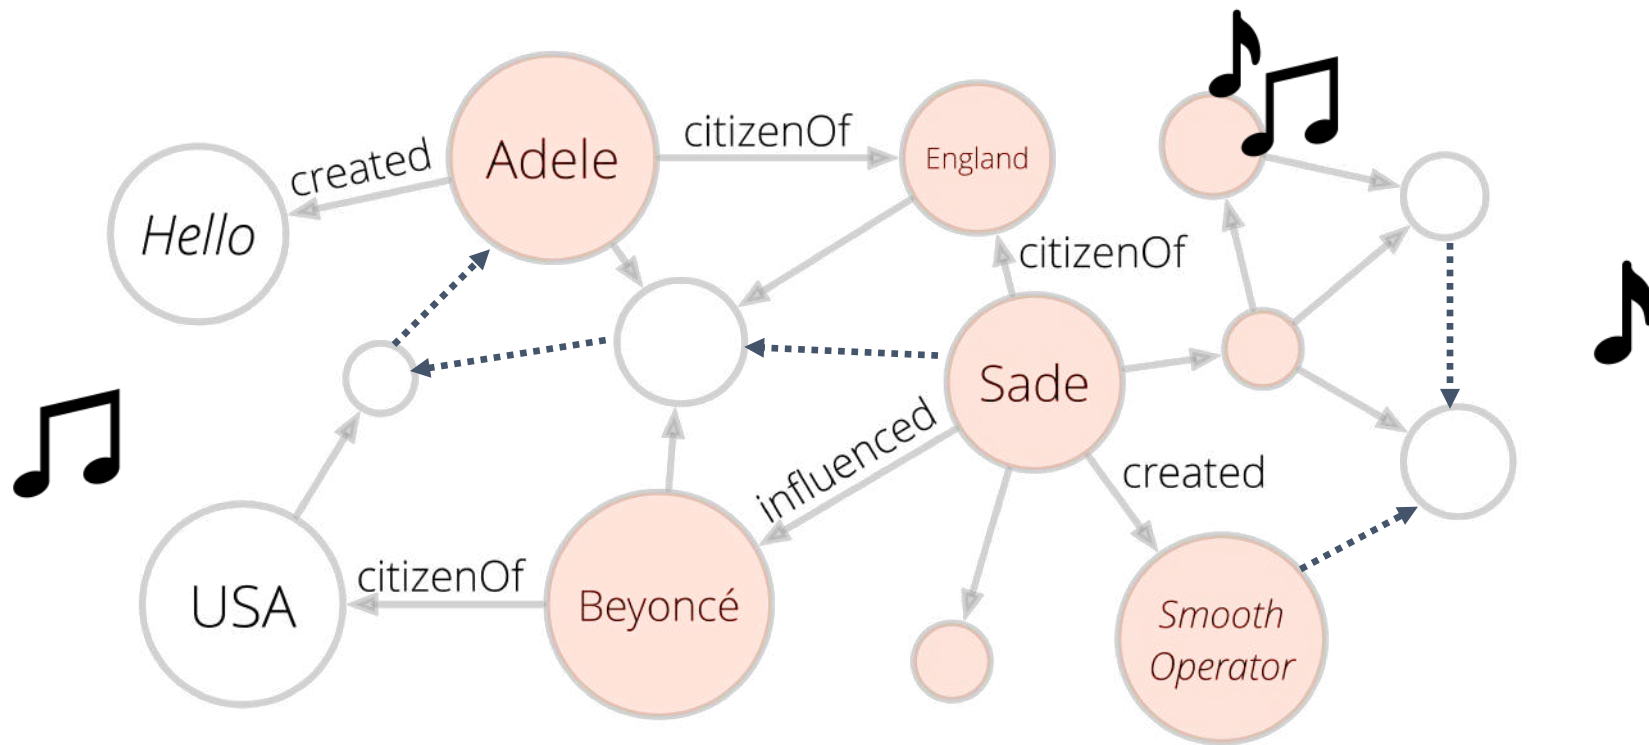 created
Adele
citizenOf
England
Hello
citizenOf
Sade
influenced
created
USA
citizenOf
Beyoncé
Smooth
Operator